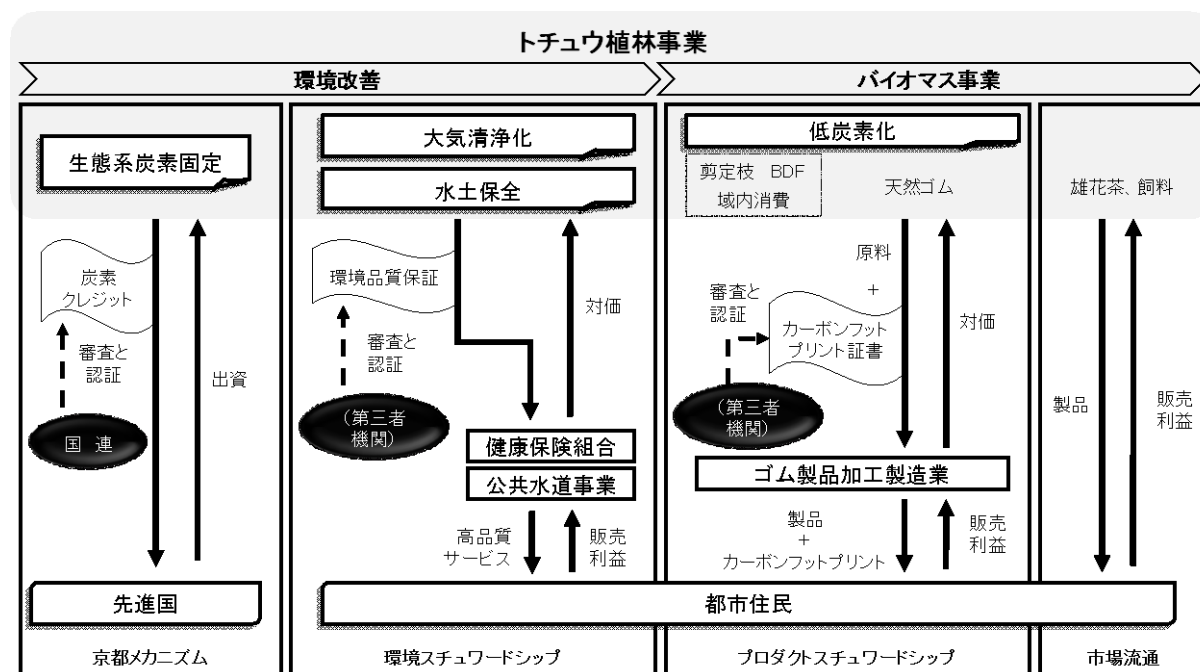 トチュウ植林事業
環境改善
バイオマス事業
生態系炭素固定
炭素
クレジット
審査と
認証
国 連
出資
先進国
京都メカニズム
大気清浄化
水土保全
環境品質保証
審査と
認証
(第三者
機関)
対価
健康保険組合
公共水道事業
高品質
サービス
販売
利益
環境スチュワードシップ
低炭素化
剪定枝 BDF
域内消費
天然ゴム
原料
+
審査と
認証
カーボンフット
プリント証書
(第三者
機関)
対価
ゴム製品加工製造業
製品
+
カーボンフットプリント
販売
利益
都市住民
プロダクトスチュワードシップ
雄花茶、飼料
製品
販売
利益
市場流通